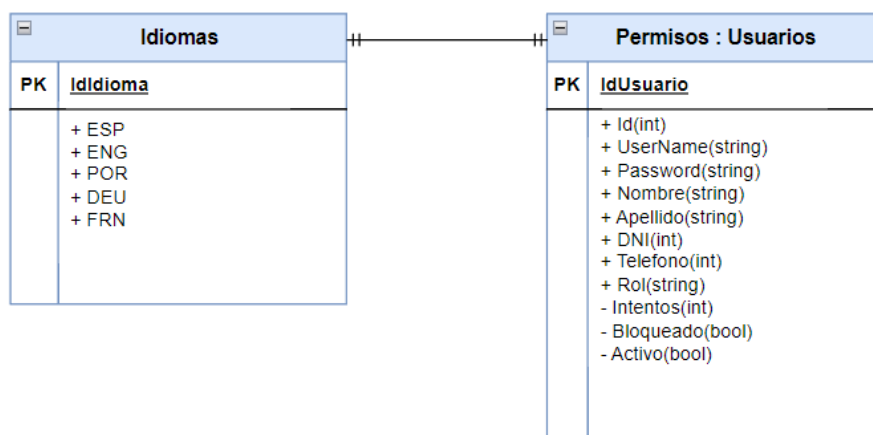 Idiomas
PK IdIdioma
+ ESP
+ ENG
+ POR
+ DEU
+ FRN
Permisos : Usuarios
PK IdUsuario
+ Id(int)
+ UserName(string)
+ Password(string)
+ Nombre(string)
+ Apellido(string)
+ DNI(int)
+ Telefono(int)
+ Rol(string)
- Intentos(int)
- Bloqueado(bool)
- Activo(bool)